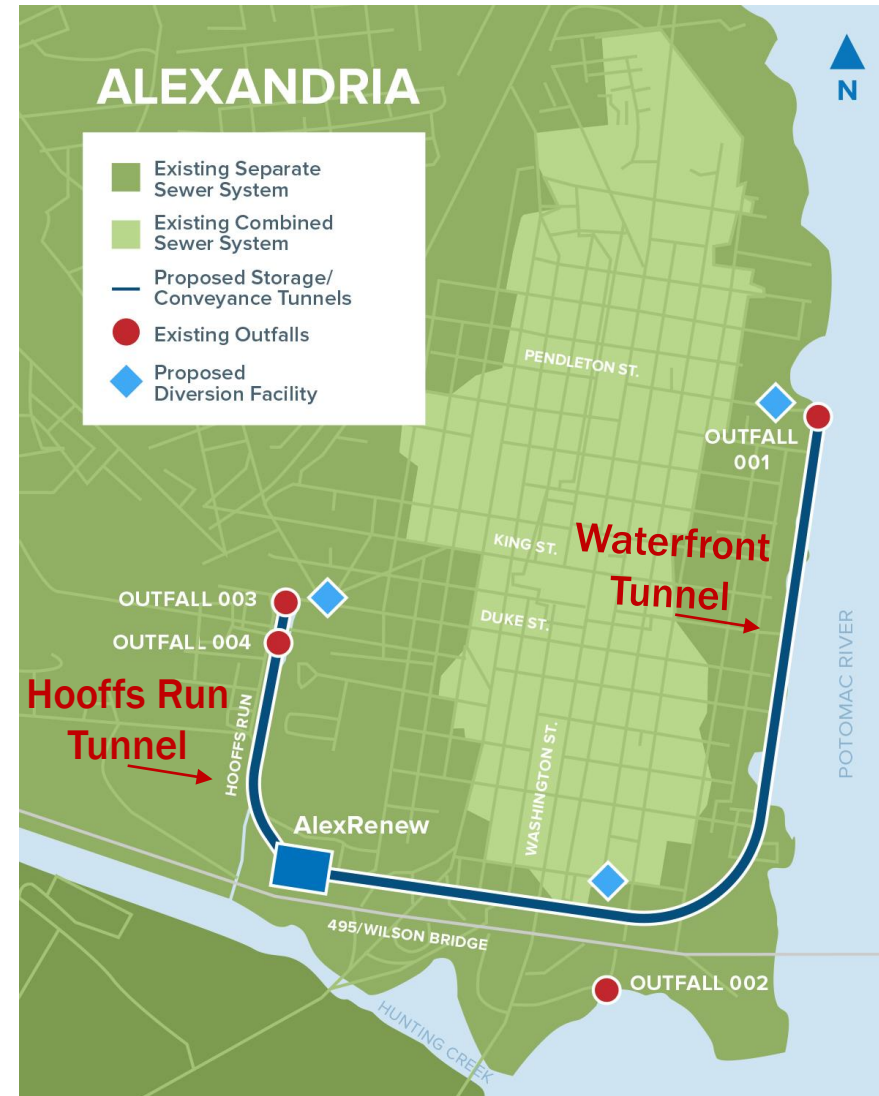 ALEXANDRIA
N
Existing Separate
Sewer System
Existing Combined
Sewer System
Proposed Storage/
Conveyance Tunnels
Existing Outfalls
Proposed
Diversion Facility
PENDLETON ST.
OUTFALL
001
KING ST.
Waterfront
Tunnel
OUTFALL 003
DUKE ST.
OUTFALL 004
POTOMAC RIVER
Hooffs Run
Tunnel
HOOFFS RUN
WASHINGTON ST.
AlexRenew
495/WILSON BRIDGE
OUTFALL 002
HUNTING CREEK